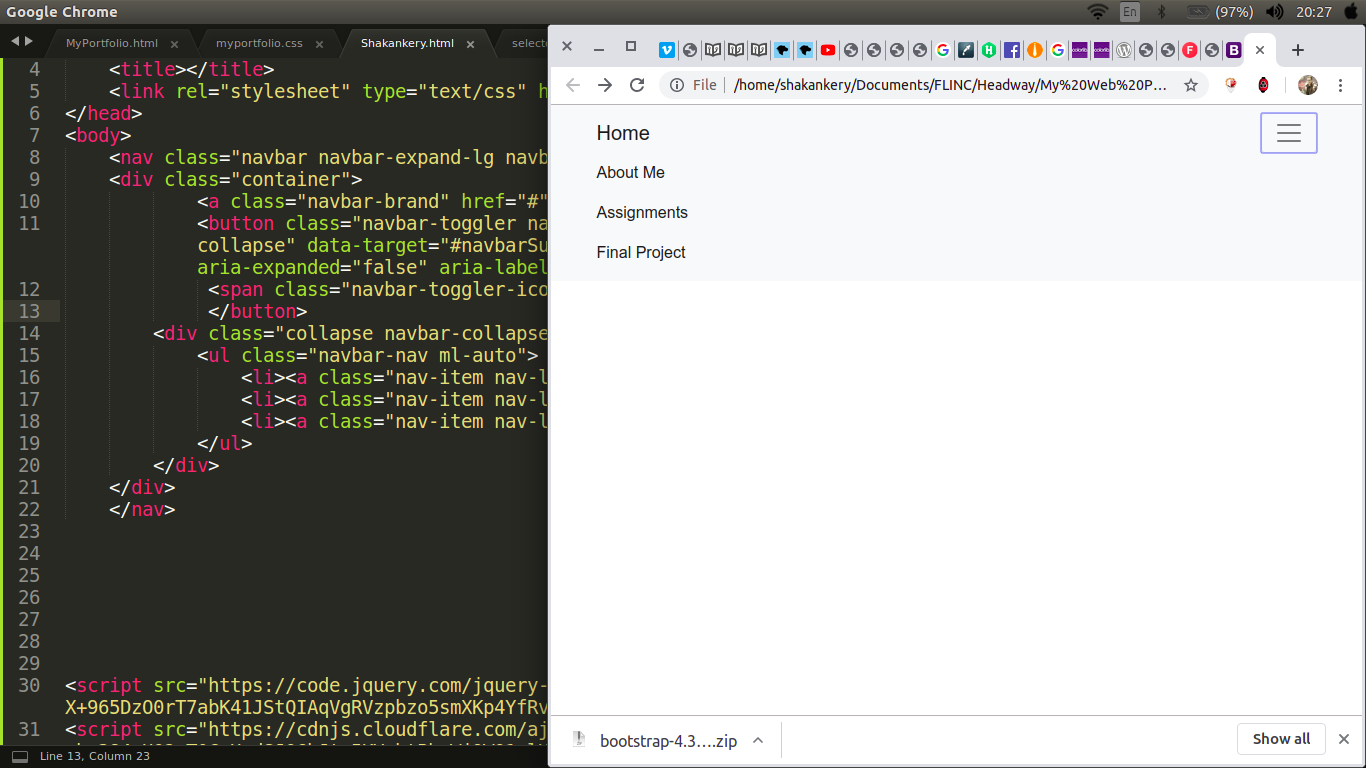 Google Chrome
En (97%) 20:27
MyPortfolio.html × myportfolio.css × Shakankery.html ×
4 <title></title>
5 <link rel="stylesheet" type="text/css"
6 </head>
7 <body>
8 <nav class="navbar navbar-expand-lg
9 <div class="container">
10 <a class="navbar-brand" href="#"
11 <button class="navbar-toggler
collapse" data-target="#navbarSu
aria-expanded="false" aria-label
12 <span class="navbar-toggler-ico
13 </button>
14 <div class="collapse navbar-collapse
15 <ul class="navbar-nav ml-auto">
16 <li><a class="nav-item nav-l
17 <li><a class="nav-item nav-l
18 <li><a class="nav-item nav-l
19 </ul>
20 </div>
21 </div>
22 </nav>
23
24
25
26
27
28
29
30 <script src="https://code.jquery.com/jquery-
31 <script src="https://cdnjs.cloudflare.com/aj
Line 13, Column 23
File | /home/shakankery/Documents/FLINC/Headway/My%20Web%20P...
Home
About Me
Assignments
Final Project
bootstrap-4.3....zip
Show all